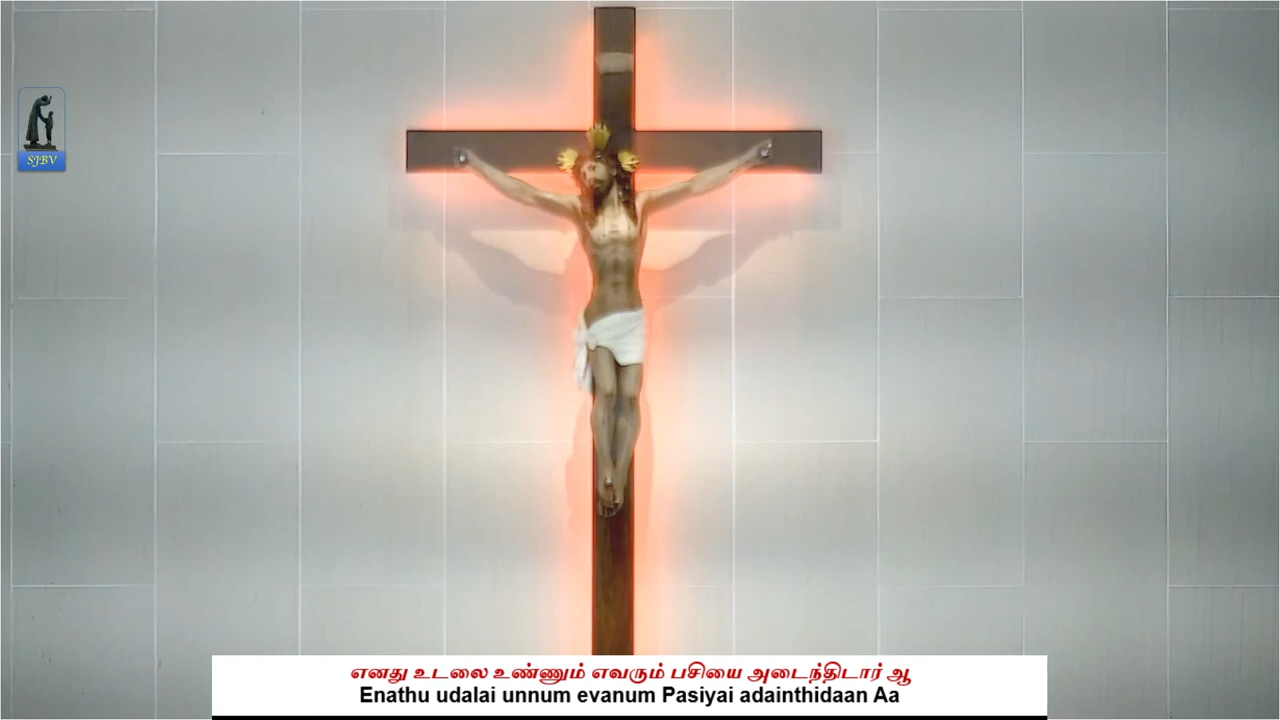 SJBV
எனது உடலை உண்ணும் எவரும் பசியை அடைந்திடார் ஆ
Enathu udalai unnum evanum Pasiyai adainthidaan Aa